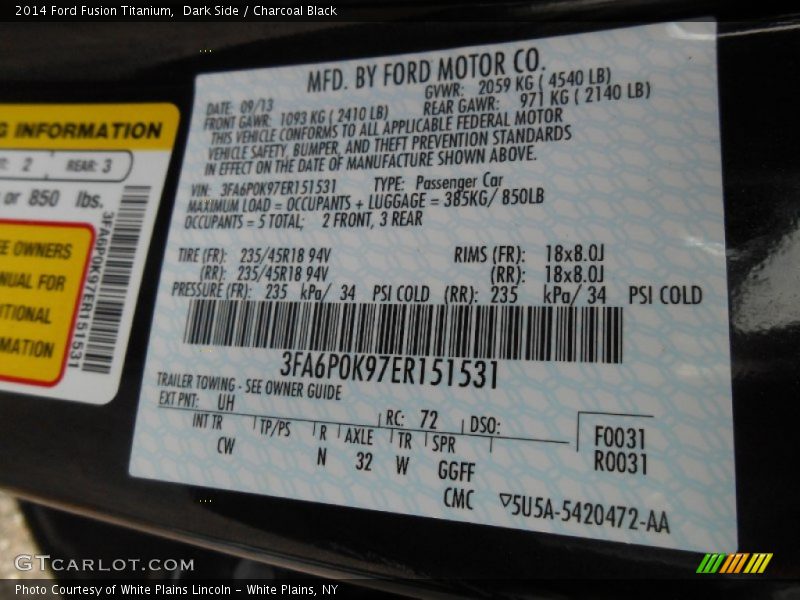 2014 Ford Fusion Titanium,  Dark Side / Charcoal Black
G INFORMATION
2 REAR: 3
or 850 lbs.
EE OWNERS
NUAL FOR
ITIONAL
MATION
3FA6P0K97ER151531
MFD. BY FORD MOTOR CO.
DATE: 09/13 GVWR: 2059 KG ( 4540 LB)
FRONT GAWR: 1093 KG ( 2410 LB) REAR GAWR: 971 KG ( 2140 LB)
THIS VEHICLE CONFORMS TO ALL APPLICABLE FEDERAL MOTOR
VEHICLE SAFETY, BUMPER, AND THEFT PREVENTION STANDARDS
IN EFFECT ON THE DATE OF MANUFACTURE SHOWN ABOVE.
VIN: 3FA6P0K97ER151531 TYPE: Passenger Car
MAXIMUM LOAD = OCCUPANTS + LUGGAGE = 385KG/ 850LB
OCCUPANTS = 5 TOTAL; 2 FRONT, 3 REAR
TIRE (FR): 235/45R18 94V RIMS (FR): 18x8.0J
(RR): 235/45R18 94V (RR): 18x8.0J
PRESSURE (FR): 235 kPa/ 34 PSI COLD (RR): 235 kPa/ 34 PSI COLD
3FA6P0K97ER151531
TRAILER TOWING - SEE OWNER GUIDE
EXT PNT: UH RC: 72 DSO: F0031
INT TR TP/PS R AXLE TR SPR R0031
CW N 32 W GGFF
CMC ▽5U5A-5420472-AA
GTCARLOT.COM
Photo Courtesy of White Plains Lincoln - White Plains, NY